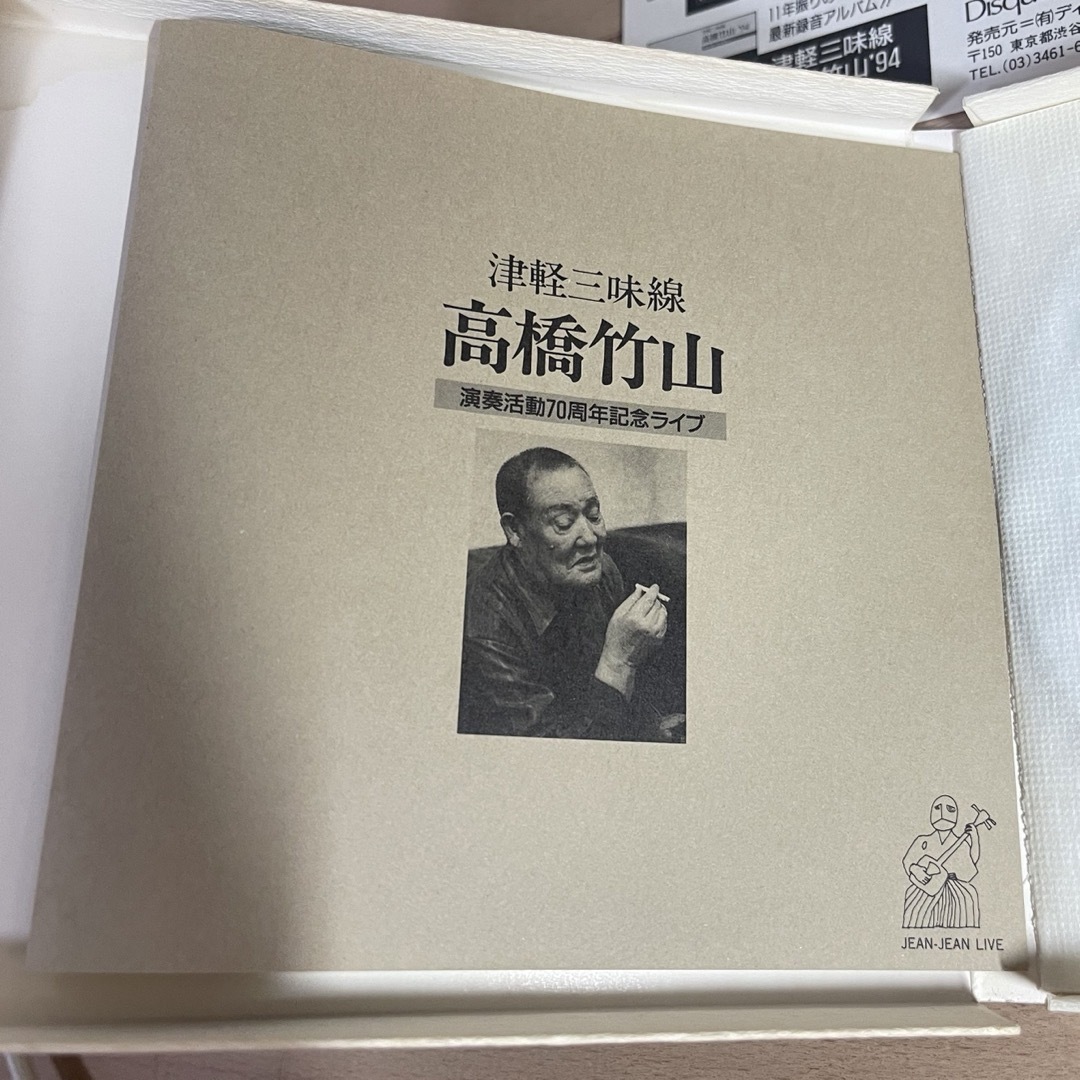 11年振りの
最新録音アルバム
津軽三味線
竹山'94
Disqu
発売元=(有)ディ
〒150 東京都渋谷
TEL.(03)3461-6
津軽三味線
高橋竹山
演奏活動70周年記念ライブ
JEAN-JEAN LIVE